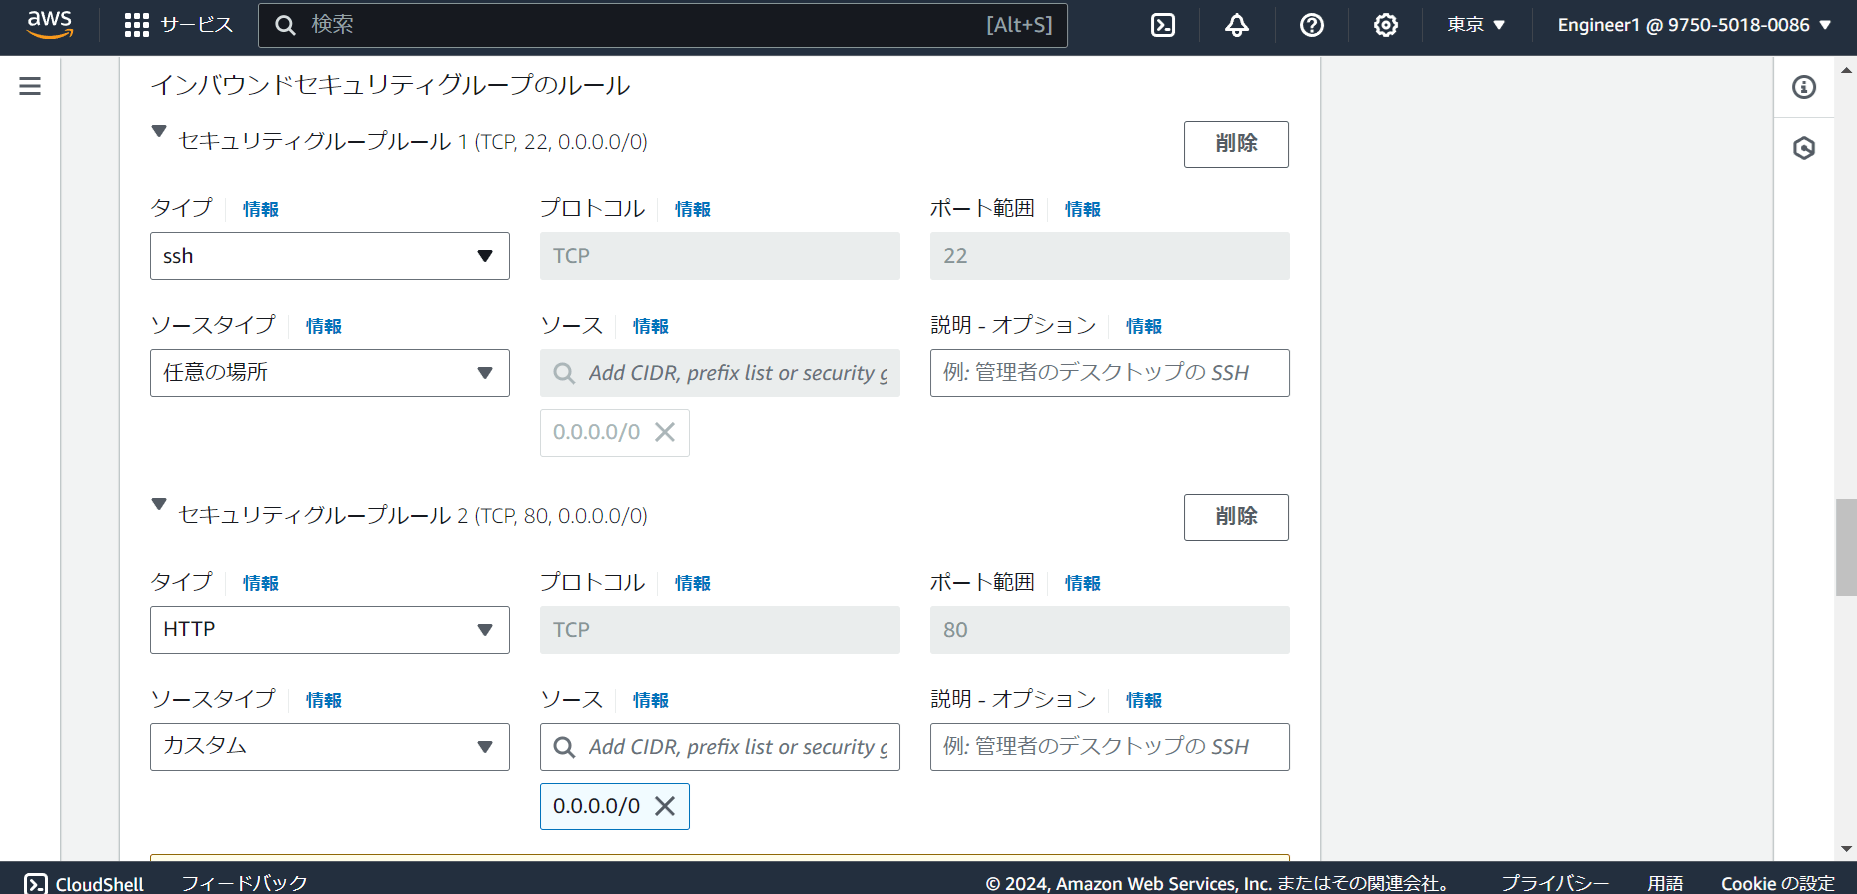 aws
サービス
検索
[Alt+S]
東京 ▼
Engineer1 @ 9750-5018-0086 ▼
インバウンドセキュリティグループのルール
セキュリティグループルール 1 (TCP, 22, 0.0.0.0/0)
削除
タイプ 情報
プロトコル 情報
ポート範囲 情報
ssh
TCP
22
ソースタイプ 情報
ソース 情報
説明 - オプション 情報
任意の場所
Add CIDR, prefix list or security g
例: 管理者のデスクトップの SSH
0.0.0.0/0
セキュリティグループルール 2 (TCP, 80, 0.0.0.0/0)
削除
タイプ 情報
プロトコル 情報
ポート範囲 情報
HTTP
TCP
80
ソースタイプ 情報
ソース 情報
説明 - オプション 情報
カスタム
Add CIDR, prefix list or security g
例: 管理者のデスクトップの SSH
0.0.0.0/0
CloudShell
フィードバック
© 2024, Amazon Web Services, Inc. またはその関連会社。
プライバシー
用語
Cookie の設定